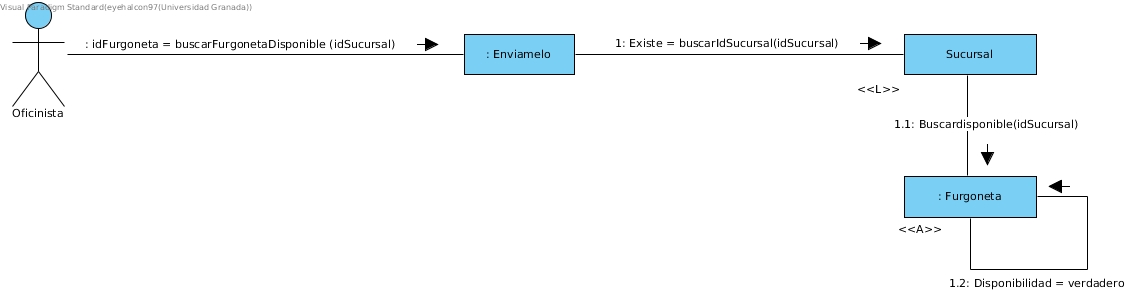 Visual Paradigm Standard(eyehalcon97(Universidad Granada))
: idFurgoneta = buscarFurgonetaDisponible (idSucursal)
1: Existe = buscarIdSucursal(idSucursal)
: Enviamelo
Sucursal
<<L>>
Oficinista
1.1: Buscardisponible(idSucursal)
: Furgoneta
<<A>>
1.2: Disponibilidad = verdadero